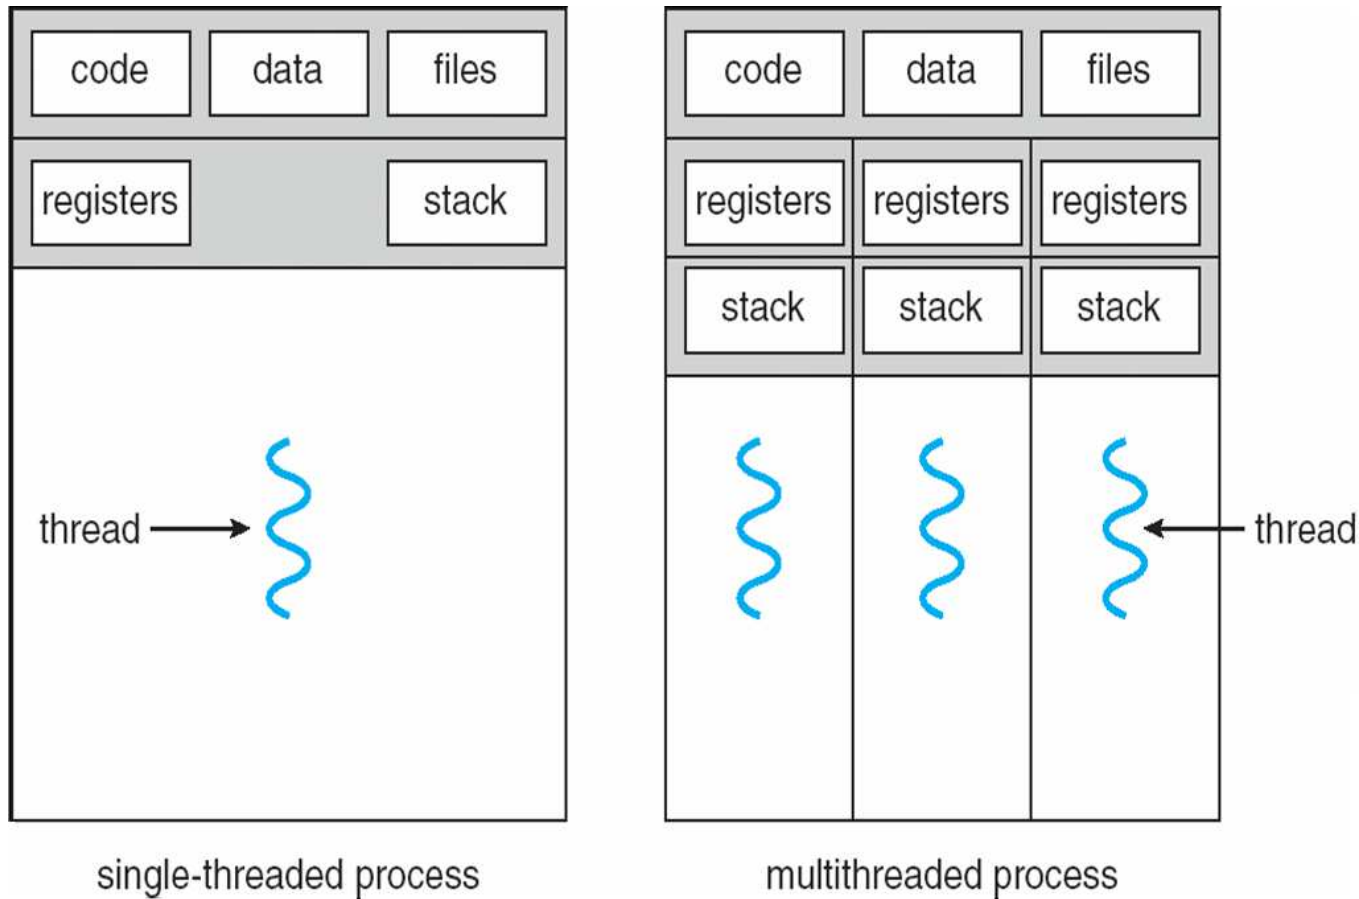 code data files
registers stack
thread
single-threaded process
code data files
registers registers registers
stack stack stack
thread
multithreaded process